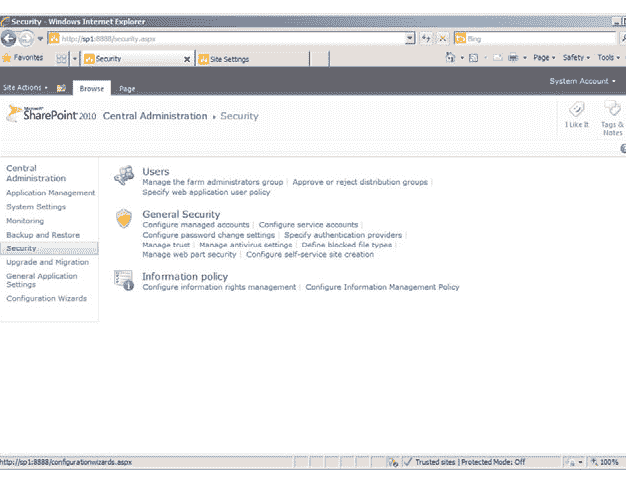 Security - Windows Internet Explorer
http://sp1:8888/security.aspx
Bing
Favorites
Security
Site Settings
Page
Safety
Tools
System Account
Site Actions
Browse
Page
Microsoft SharePoint 2010 Central Administration Security
I Like It
Tags & Notes
Central Administration
Application Management
System Settings
Monitoring
Backup and Restore
Security
Upgrade and Migration
General Application Settings
Configuration Wizards
Users
Manage the farm administrators group | Approve or reject distribution groups |
Specify web application user policy
General Security
Configure managed accounts | Configure service accounts |
Configure password change settings | Specify authentication providers |
Manage trust | Manage antivirus settings | Define blocked file types |
Manage web part security | Configure self-service site creation
Information policy
Configure information rights management | Configure Information Management Policy
http://sp1:8888/configurationwizards.aspx
Trusted sites | Protected Mode: Off
100%